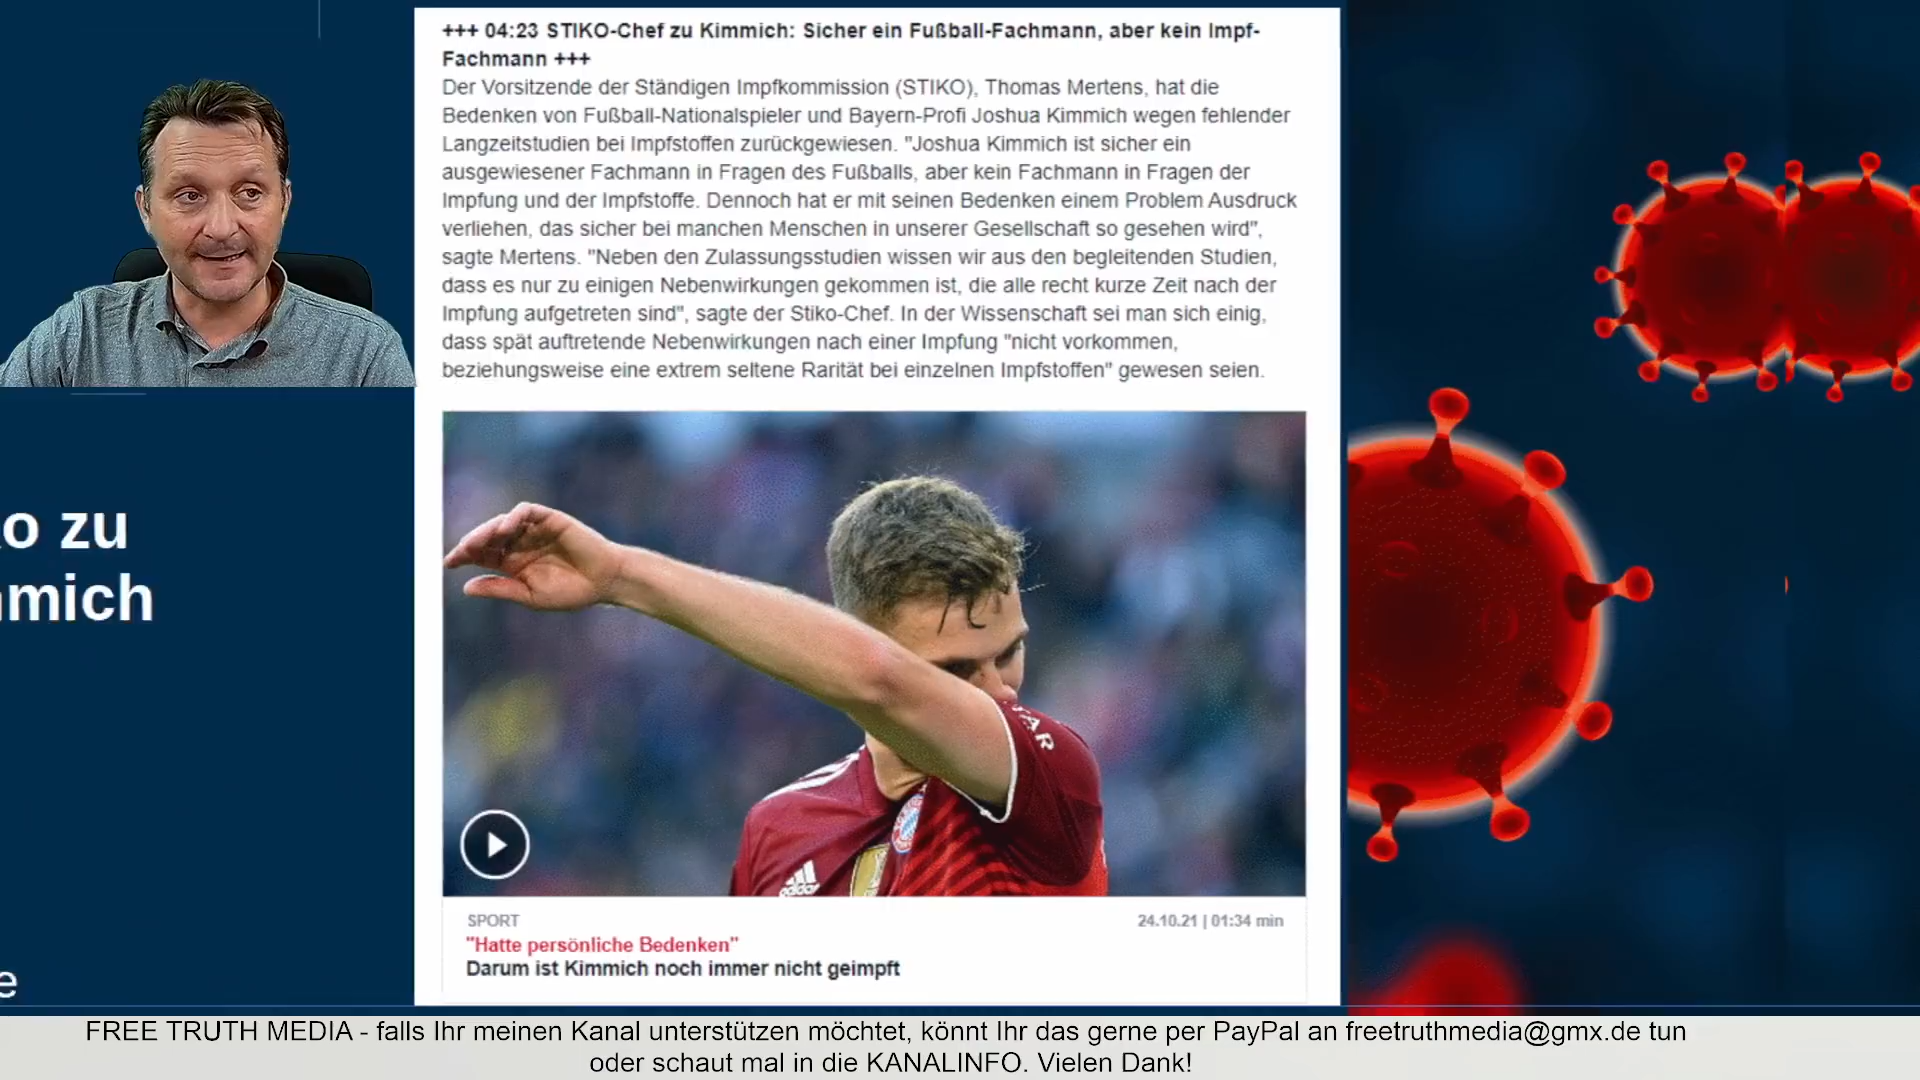 +++ 04:23 STIKO-Chef zu Kimmich: Sicher ein Fußball-Fachmann, aber kein Impf-
Fachmann +++
Der Vorsitzende der Ständigen Impfkommission (STIKO), Thomas Mertens, hat die
Bedenken von Fußball-Nationalspieler und Bayern-Profi Joshua Kimmich wegen fehlender
Langzeitstudien bei Impfstoffen zurückgewiesen. "Joshua Kimmich ist sicher ein
ausgewiesener Fachmann in Fragen des Fußballs, aber kein Fachmann in Fragen der
Impfung und der Impfstoffe. Dennoch hat er mit seinen Bedenken einem Problem Ausdruck
verliehen, das sicher bei manchen Menschen in unserer Gesellschaft so gesehen wird",
sagte Mertens. "Neben den Zulassungsstudien wissen wir aus den begleitenden Studien,
dass es nur zu einigen Nebenwirkungen gekommen ist, die alle recht kurze Zeit nach der
Impfung aufgetreten sind", sagte der Stiko-Chef. In der Wissenschaft sei man sich einig,
dass spät auftretende Nebenwirkungen nach einer Impfung "nicht vorkommen,
beziehungsweise eine extrem seltene Rarität bei einzelnen Impfstoffen" gewesen seien.
o zu
mmich
e
adidas
SPORT
24.10.21 | 01:34 min
"Hatte persönliche Bedenken"
Darum ist Kimmich noch immer nicht geimpft
FREE TRUTH MEDIA - falls Ihr meinen Kanal unterstützen möchtet, könnt Ihr das gerne per PayPal an freetruthmedia@gmx.de tun
oder schaut mal in die KANALINFO. Vielen Dank!